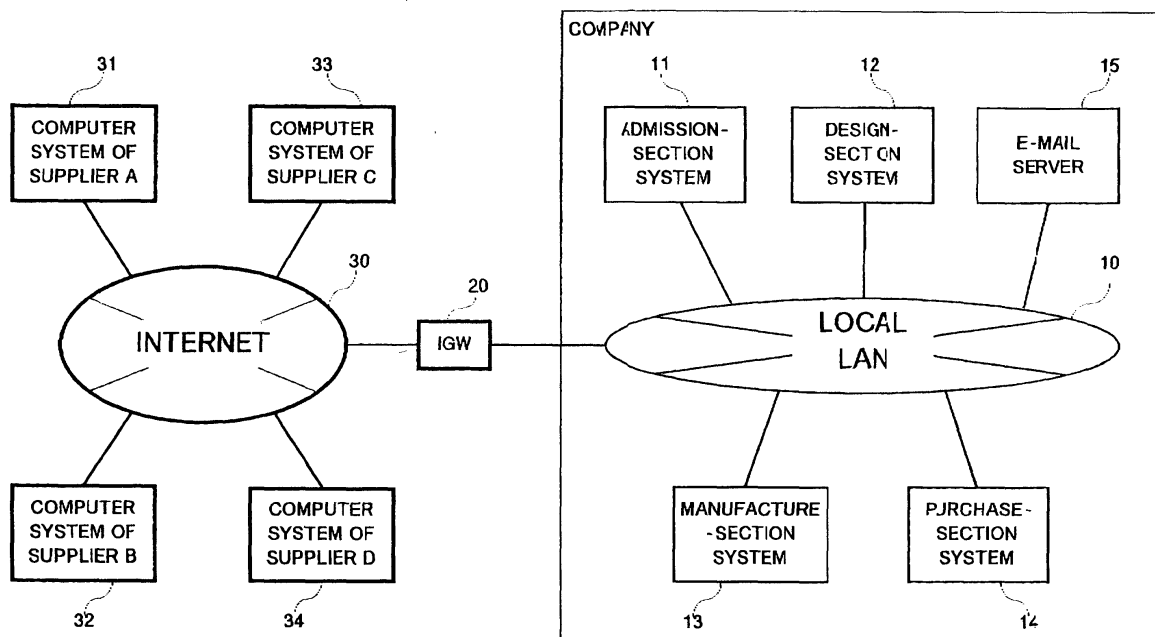 COMPANY
31
33
11
12
15
COMPUTER
SYSTEM OF
SUPPLIER A
COMPUTER
SYSTEM OF
SUPPLIER C
ADMISSION-
SECTION
SYSTEM
DESIGN-
SECTION
SYSTEM
E-MAIL
SERVER
30
20
10
INTERNET
IGW
LOCAL
LAN
COMPUTER
SYSTEM OF
SUPPLIER B
COMPUTER
SYSTEM OF
SUPPLIER D
MANUFACTURE
-SECTION
SYSTEM
PURCHASE-
SECTION
SYSTEM
32
34
13
14